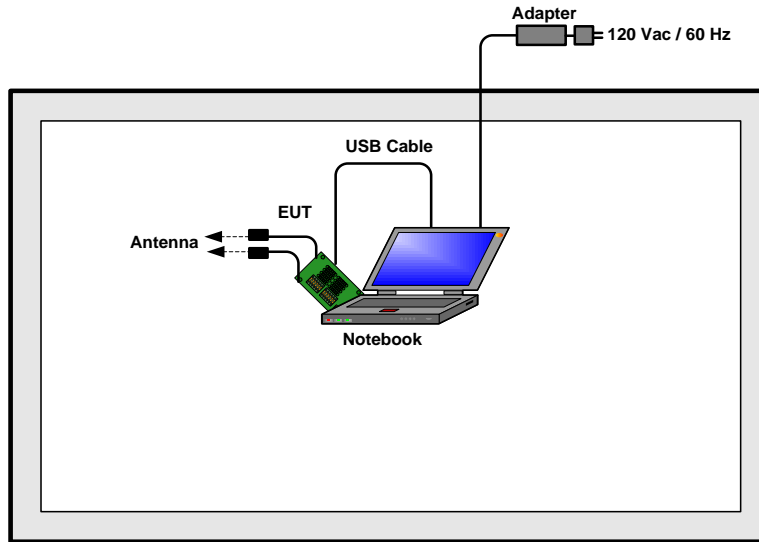 Adapter
120 Vac / 60 Hz
USB Cable
EUT
Antenna
Notebook